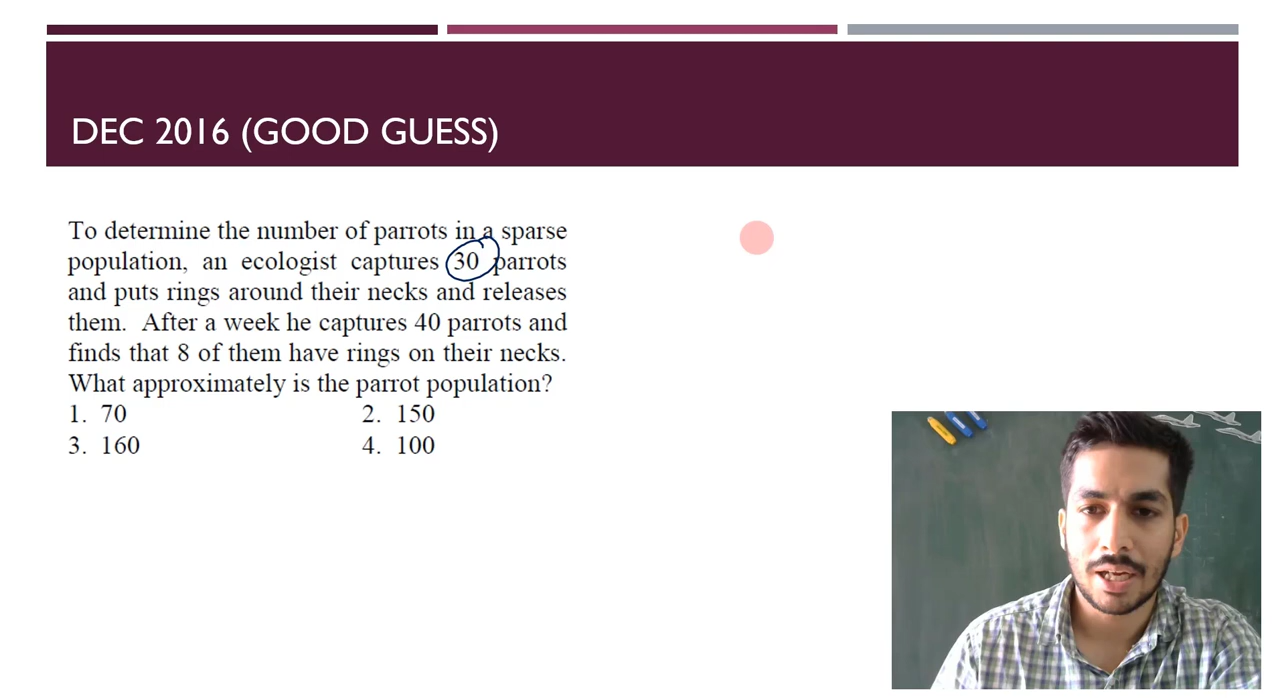 DEC 2016 (GOOD GUESS)
To determine the number of parrots in a sparse
population, an ecologist captures 30 parrots
and puts rings around their necks and releases
them. After a week he captures 40 parrots and
finds that 8 of them have rings on their necks.
What approximately is the parrot population?
1. 70 2. 150
3. 160 4. 100